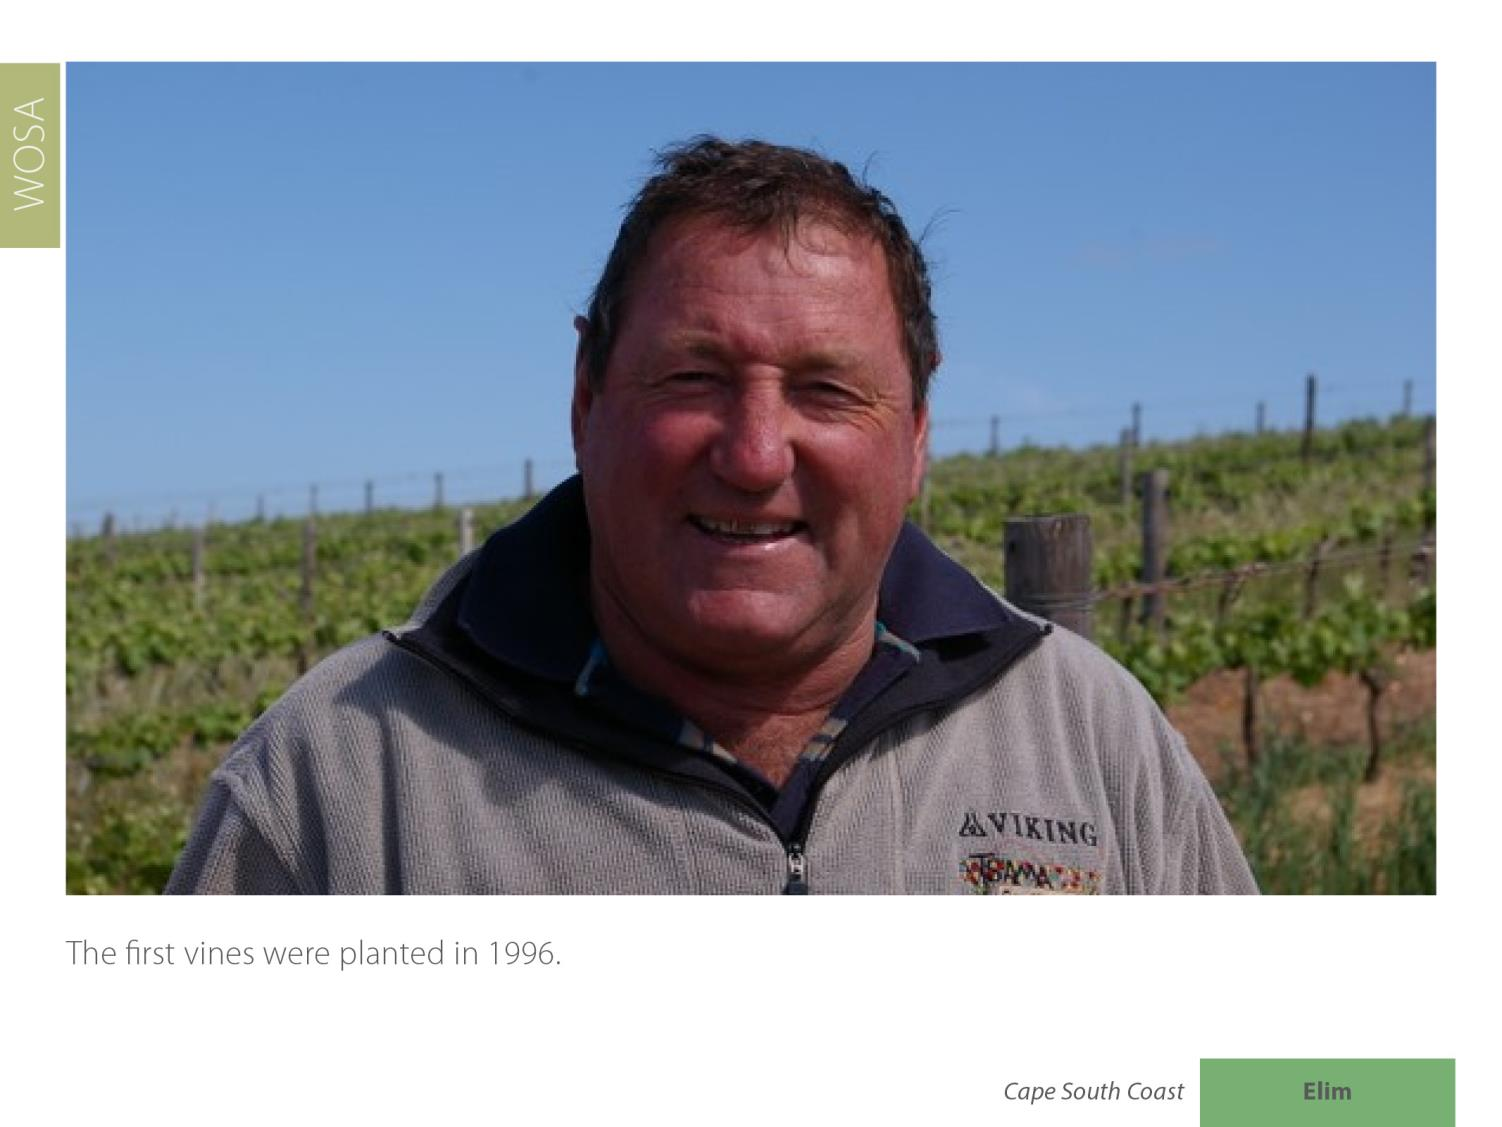 WOSA
VIKING
The first vines were planted in 1996.
Cape South Coast
Elim